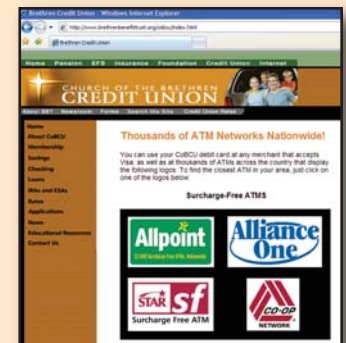 Brethren Credit Union - Windows Internet Explorer
Brethren Credit Union
Home Pension EFS Insurance Foundation Credit Union Internet
CHURCH OF THE BRETHREN
CREDIT UNION
About BBT Newsroom Forms Search the Site Credit Union Rates
Home
About CoBCU
Membership
Savings
Checking
Loans
IRAs and ESAs
Rates
Applications
News
Educational Resources
Contact Us
Thousands of ATM Networks Nationwide!
You can use your CoBCU debit card at any merchant that accepts
Visa, as well as at thousands of ATMs across the country that display
the following logos. To find the closest ATM in your area, just click on
one of the logos below.
Surcharge-Free ATMS
Allpoint
Alliance
One
STAR sf
Surcharge Free ATM
CO-OP
NETWORK